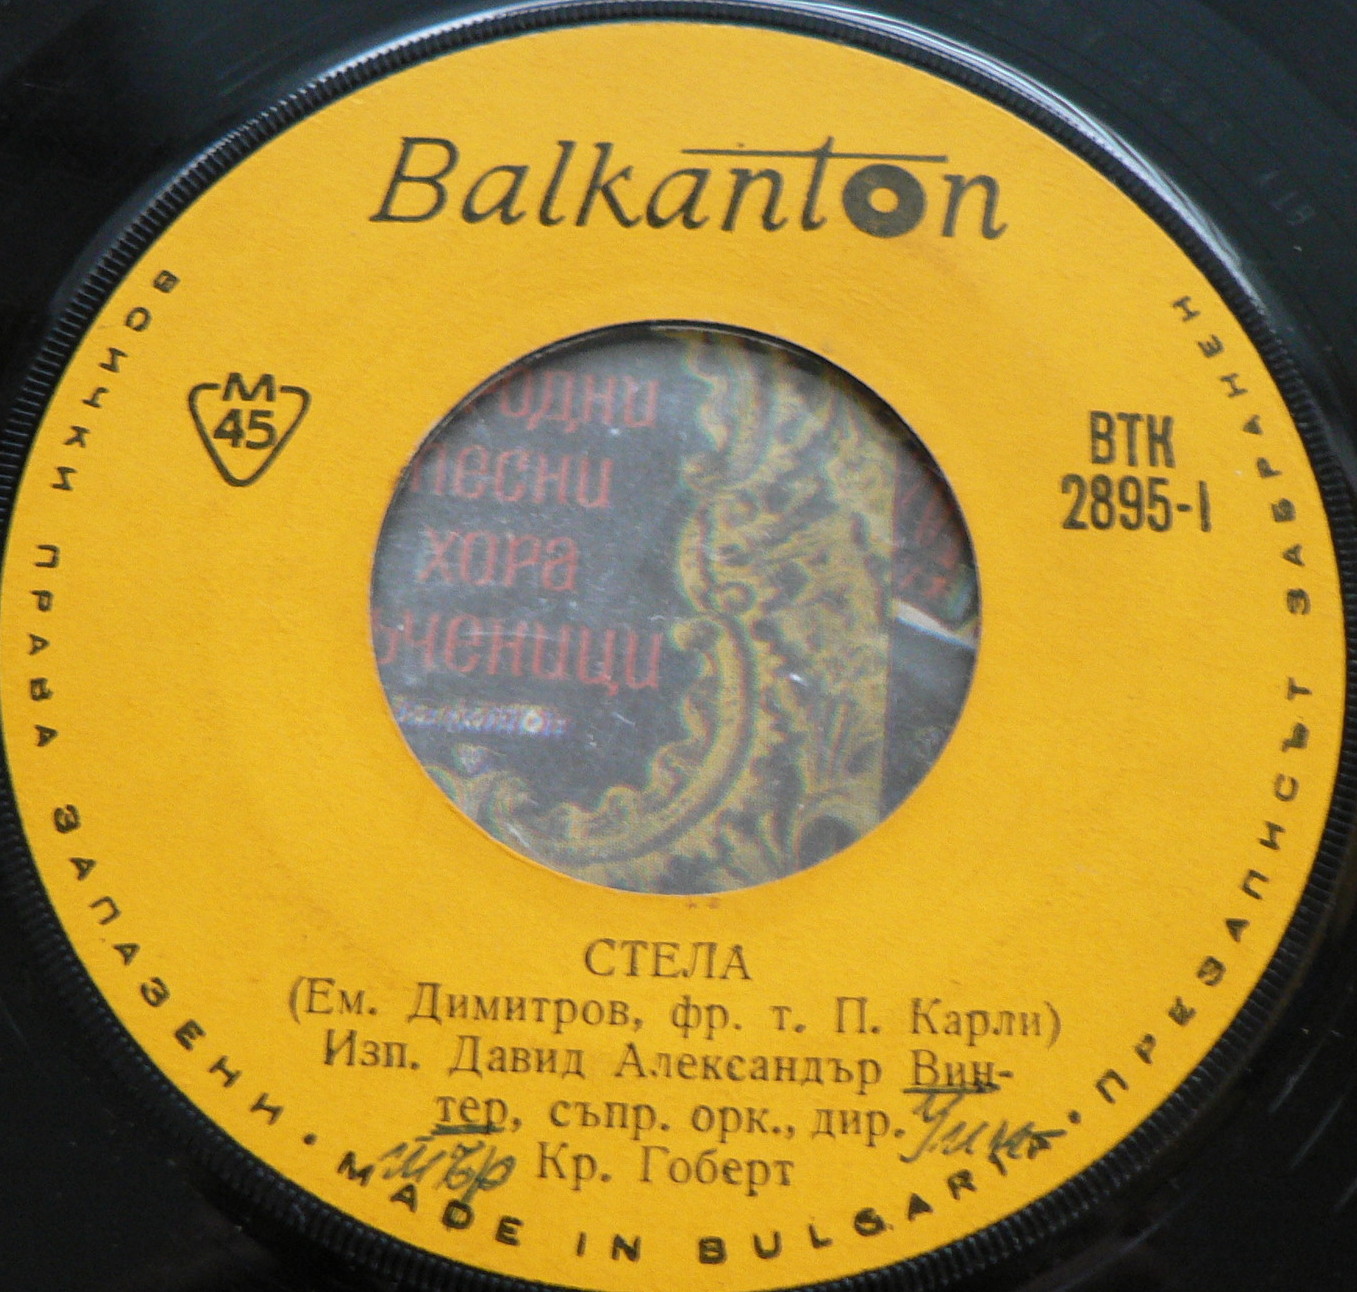 Balkanton
M
45
ВТК
2895-I
песни
хора
ченици
СТЕЛА
(Ем. Димитров, фр. т. П. Карли)
Изп. Давид Александър Вин-
тер, съпр. орк., дир.
Кр. Гоберт
ВСИЧКИ ПРАВА ЗАПАЗЕНИ • MADE IN BULGARIA • ПРЕЗАПИСЪТ ЗАБРАНЕН